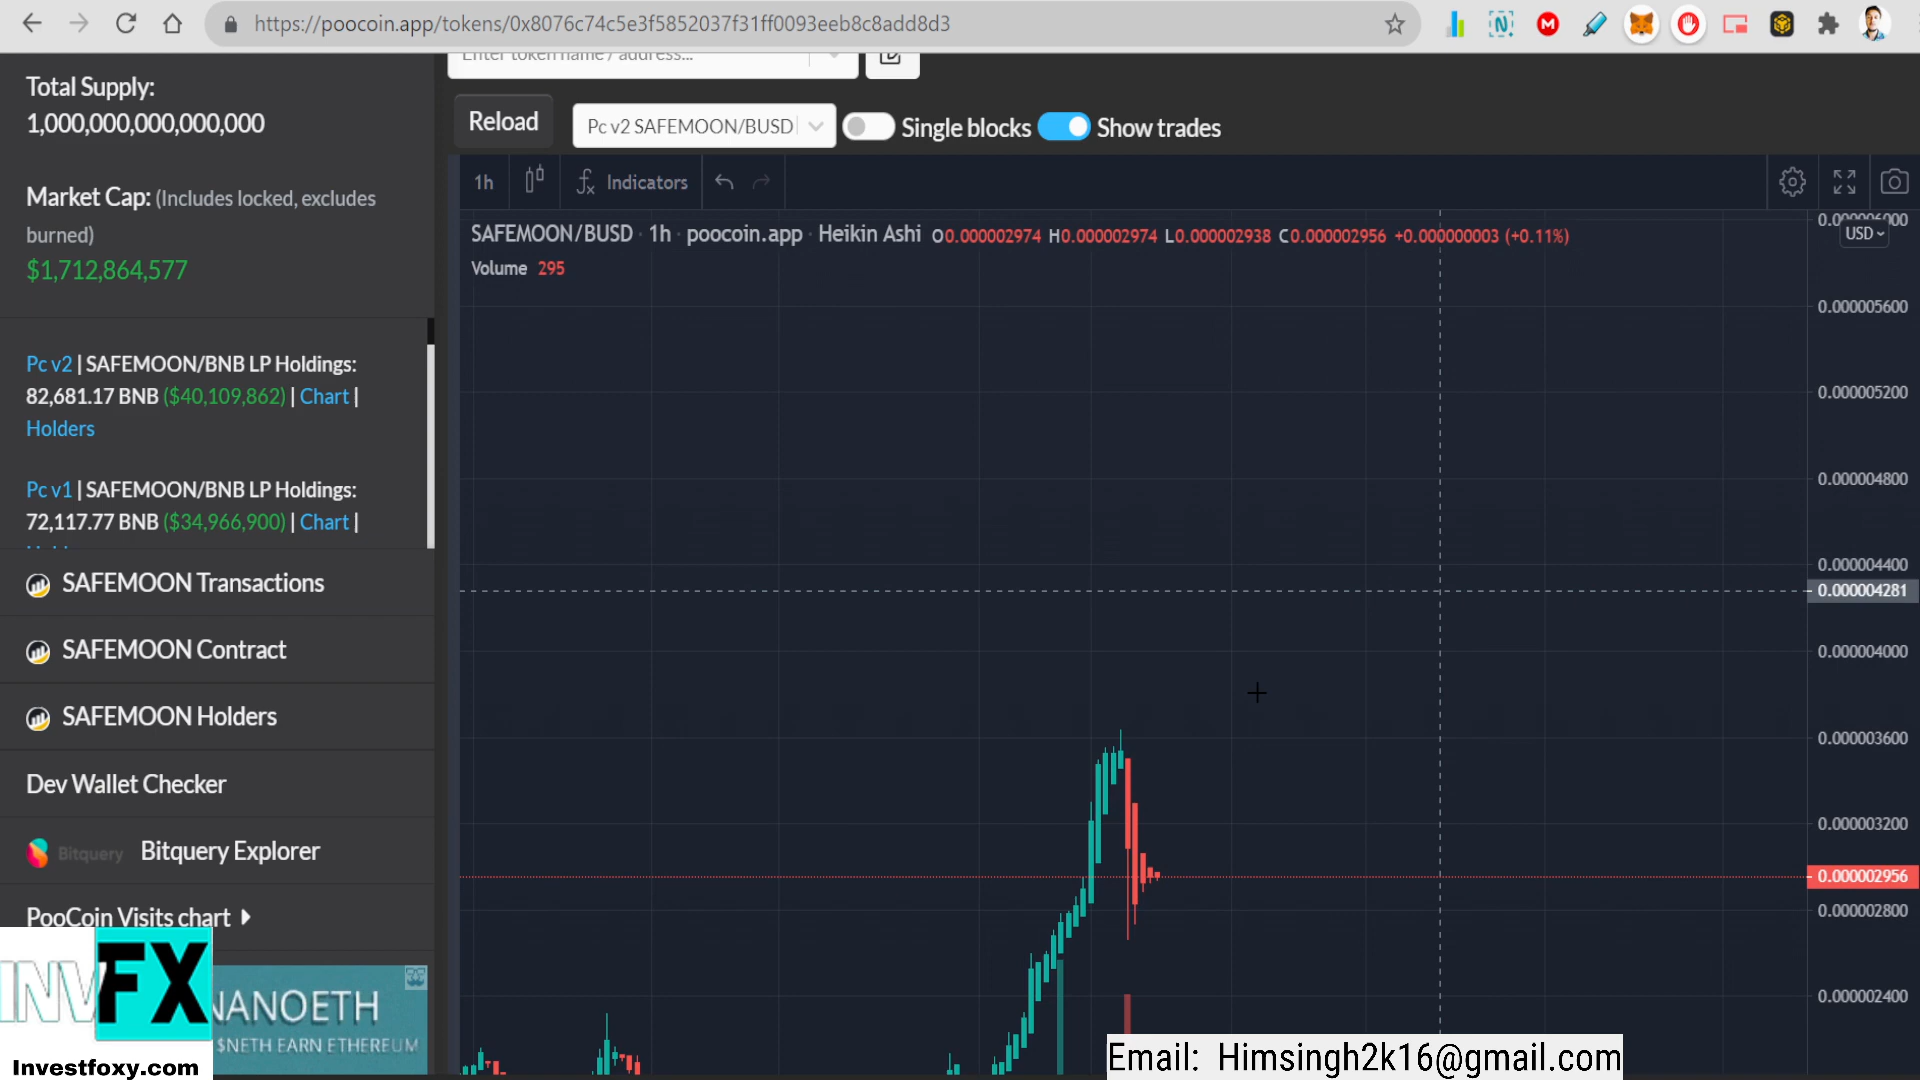 https://poocoin.app/tokens/0x8076c74c5e3f5852037f31ff0093eeb8c8add8d3
Total Supply:
1,000,000,000,000,000
Market Cap: (Includes locked, excludes
burned)
$1,712,864,577
Pc v2 | SAFEMOON/BNB LP Holdings:
82,681.17 BNB ($40,109,862) | Chart |
Holders
Pc v1 | SAFEMOON/BNB LP Holdings:
72,117.77 BNB ($34,966,900) | Chart |
SAFEMOON Transactions
SAFEMOON Contract
SAFEMOON Holders
Dev Wallet Checker
Bitquery Bitquery Explorer
PooCoin Visits chart
INVFX
Investfoxy.com
NANOETH
$NETH EARN ETHEREUM
Enter token name / address...
Reload
Pc v2 SAFEMOON/BUSD
Single blocks
Show trades
1h
Indicators
SAFEMOON/BUSD · 1h · poocoin.app · Heikin Ashi O0.000002974 H0.000002974 L0.000002938 C0.000002956 +0.000000003 (+0.11%)
Volume 295
0.000006000
USD
0.000005600
0.000005200
0.000004800
0.000004400
0.000004281
0.000004000
0.000003600
0.000003200
0.000002956
0.000002800
0.000002400
Email: Himsingh2k16@gmail.com